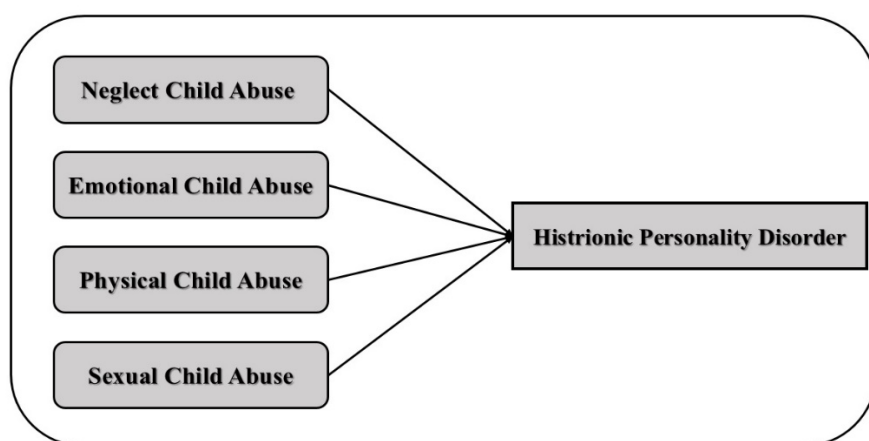 Neglect Child Abuse
Emotional Child Abuse
Physical Child Abuse
Sexual Child Abuse
Histrionic Personality Disorder